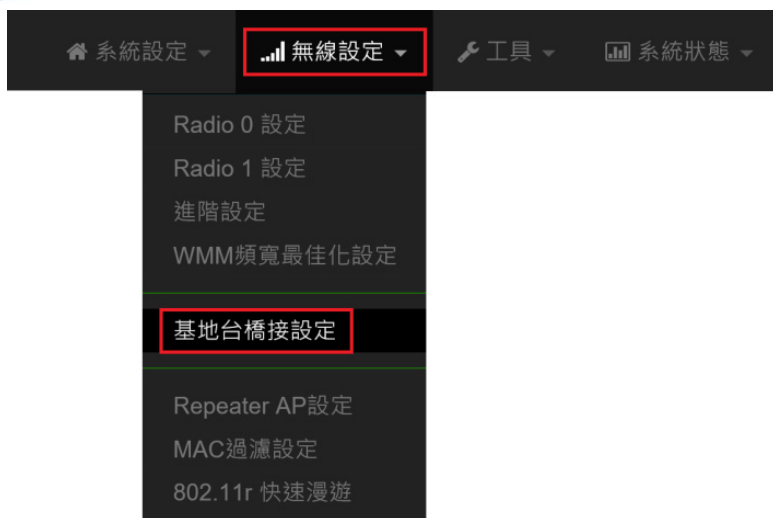 系統設定 無線設定 工具 系統狀態
Radio 0 設定
Radio 1 設定
進階設定
WMM頻寬最佳化設定
基地台橋接設定
Repeater AP設定
MAC過濾設定
802.11r 快速漫遊